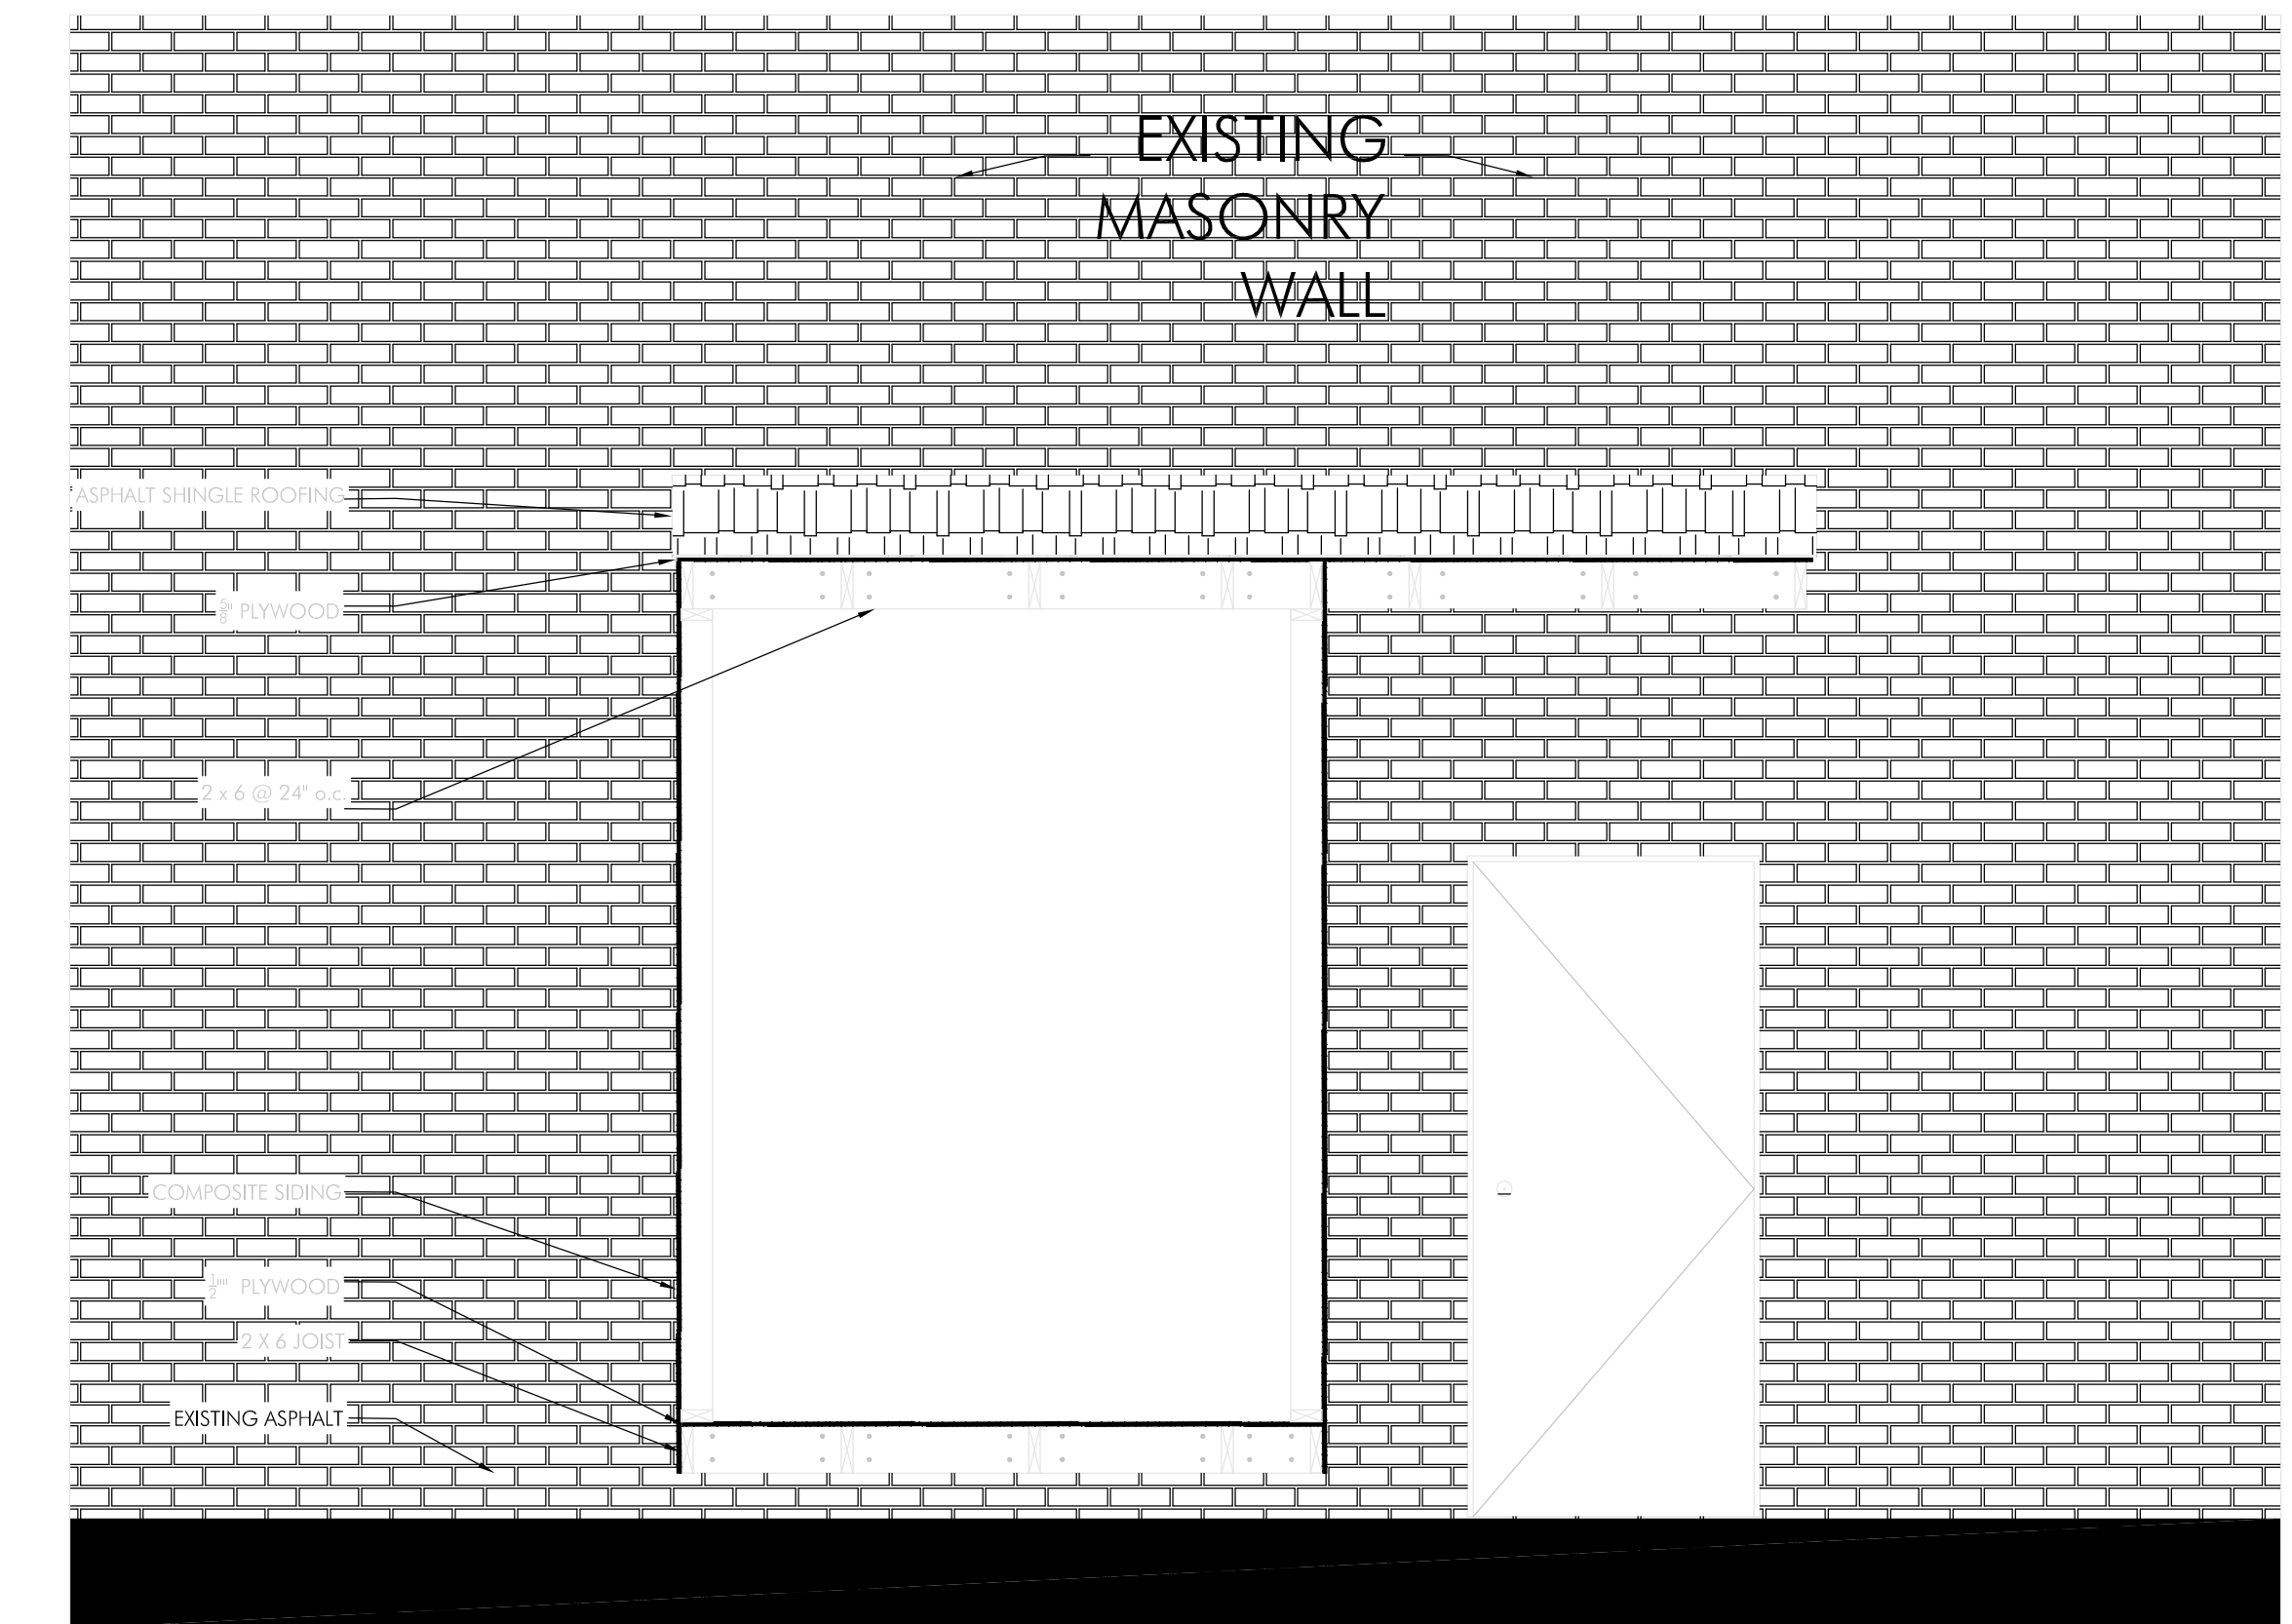 EXISTING
MASONRY
WALL
ASPHALT SHINGLE ROOFING
5/8" PLYWOOD
2 x 6 @ 24" o.c.
COMPOSITE SIDING
1/2"" PLYWOOD
2 X 6 JOIST
EXISTING ASPHALT